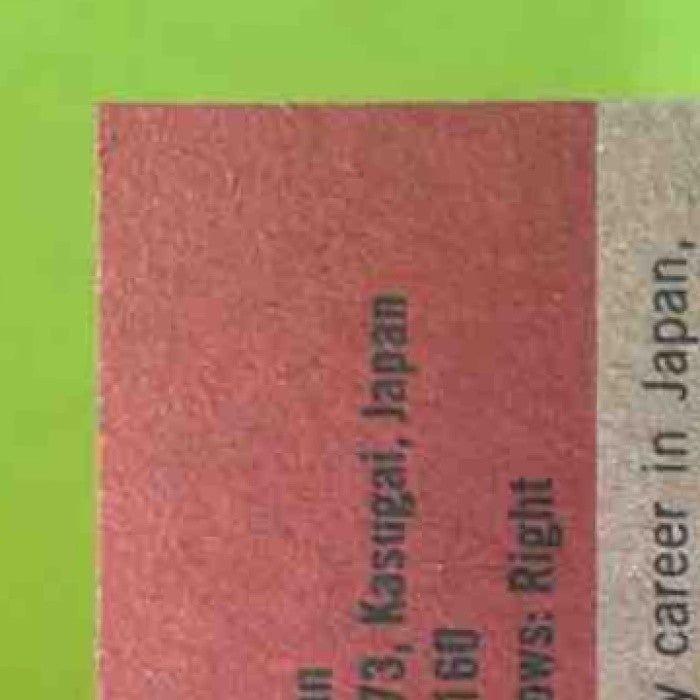 73, Kasugai, Japan
160
ows: Right
career in Japan,